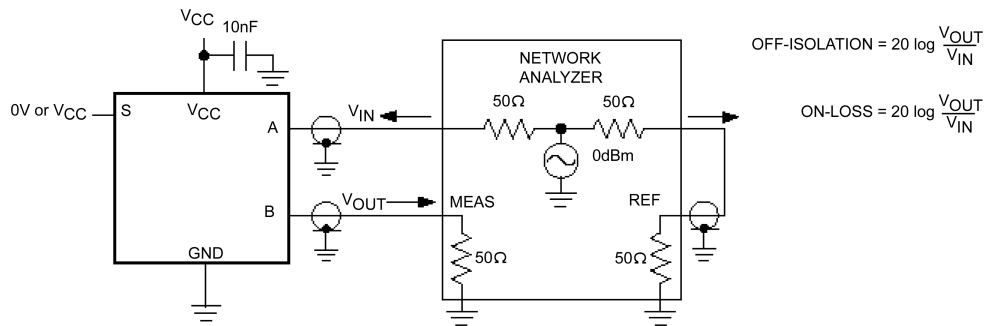 VCC
10nF
0V or VCC
S
VCC
A
B
GND
VIN
VOUT
NETWORK
ANALYZER
50Ω
50Ω
0dBm
MEAS
REF
50Ω
50Ω
OFF-ISOLATION = 20 log VOUT
VIN
ON-LOSS = 20 log VOUT
VIN